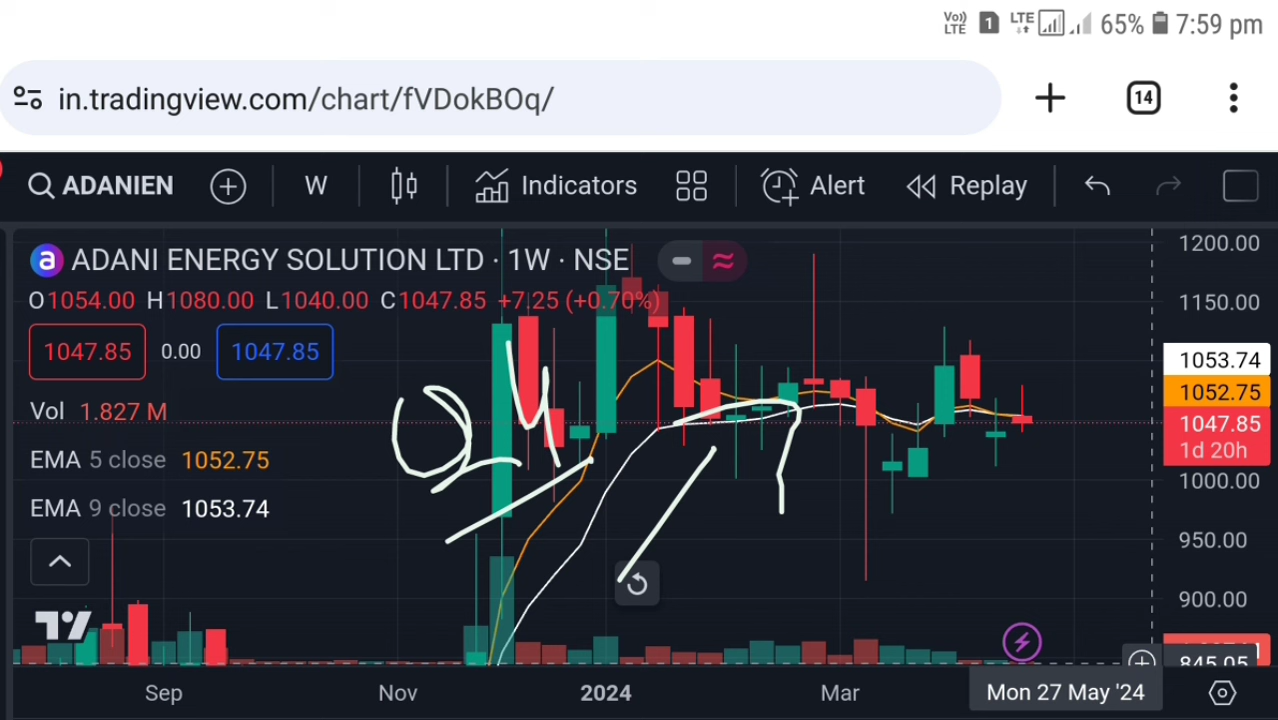 Vo)) LTE 1 LTE 65% 7:59 pm
in.tradingview.com/chart/fVDokBOq/ 14
ADANIEN W Indicators Alert Replay
a ADANI ENERGY SOLUTION LTD · 1W · NSE
O1054.00 H1080.00 L1040.00 C1047.85 +7.25 (+0.70%)
1047.85 0.00 1047.85
Vol 1.827 M
EMA 5 close 1052.75
EMA 9 close 1053.74
1200.00
1150.00
1053.74
1052.75
1047.85
1d 20h
1000.00
950.00
900.00
845.05
Sep Nov 2024 Mar Mon 27 May '24